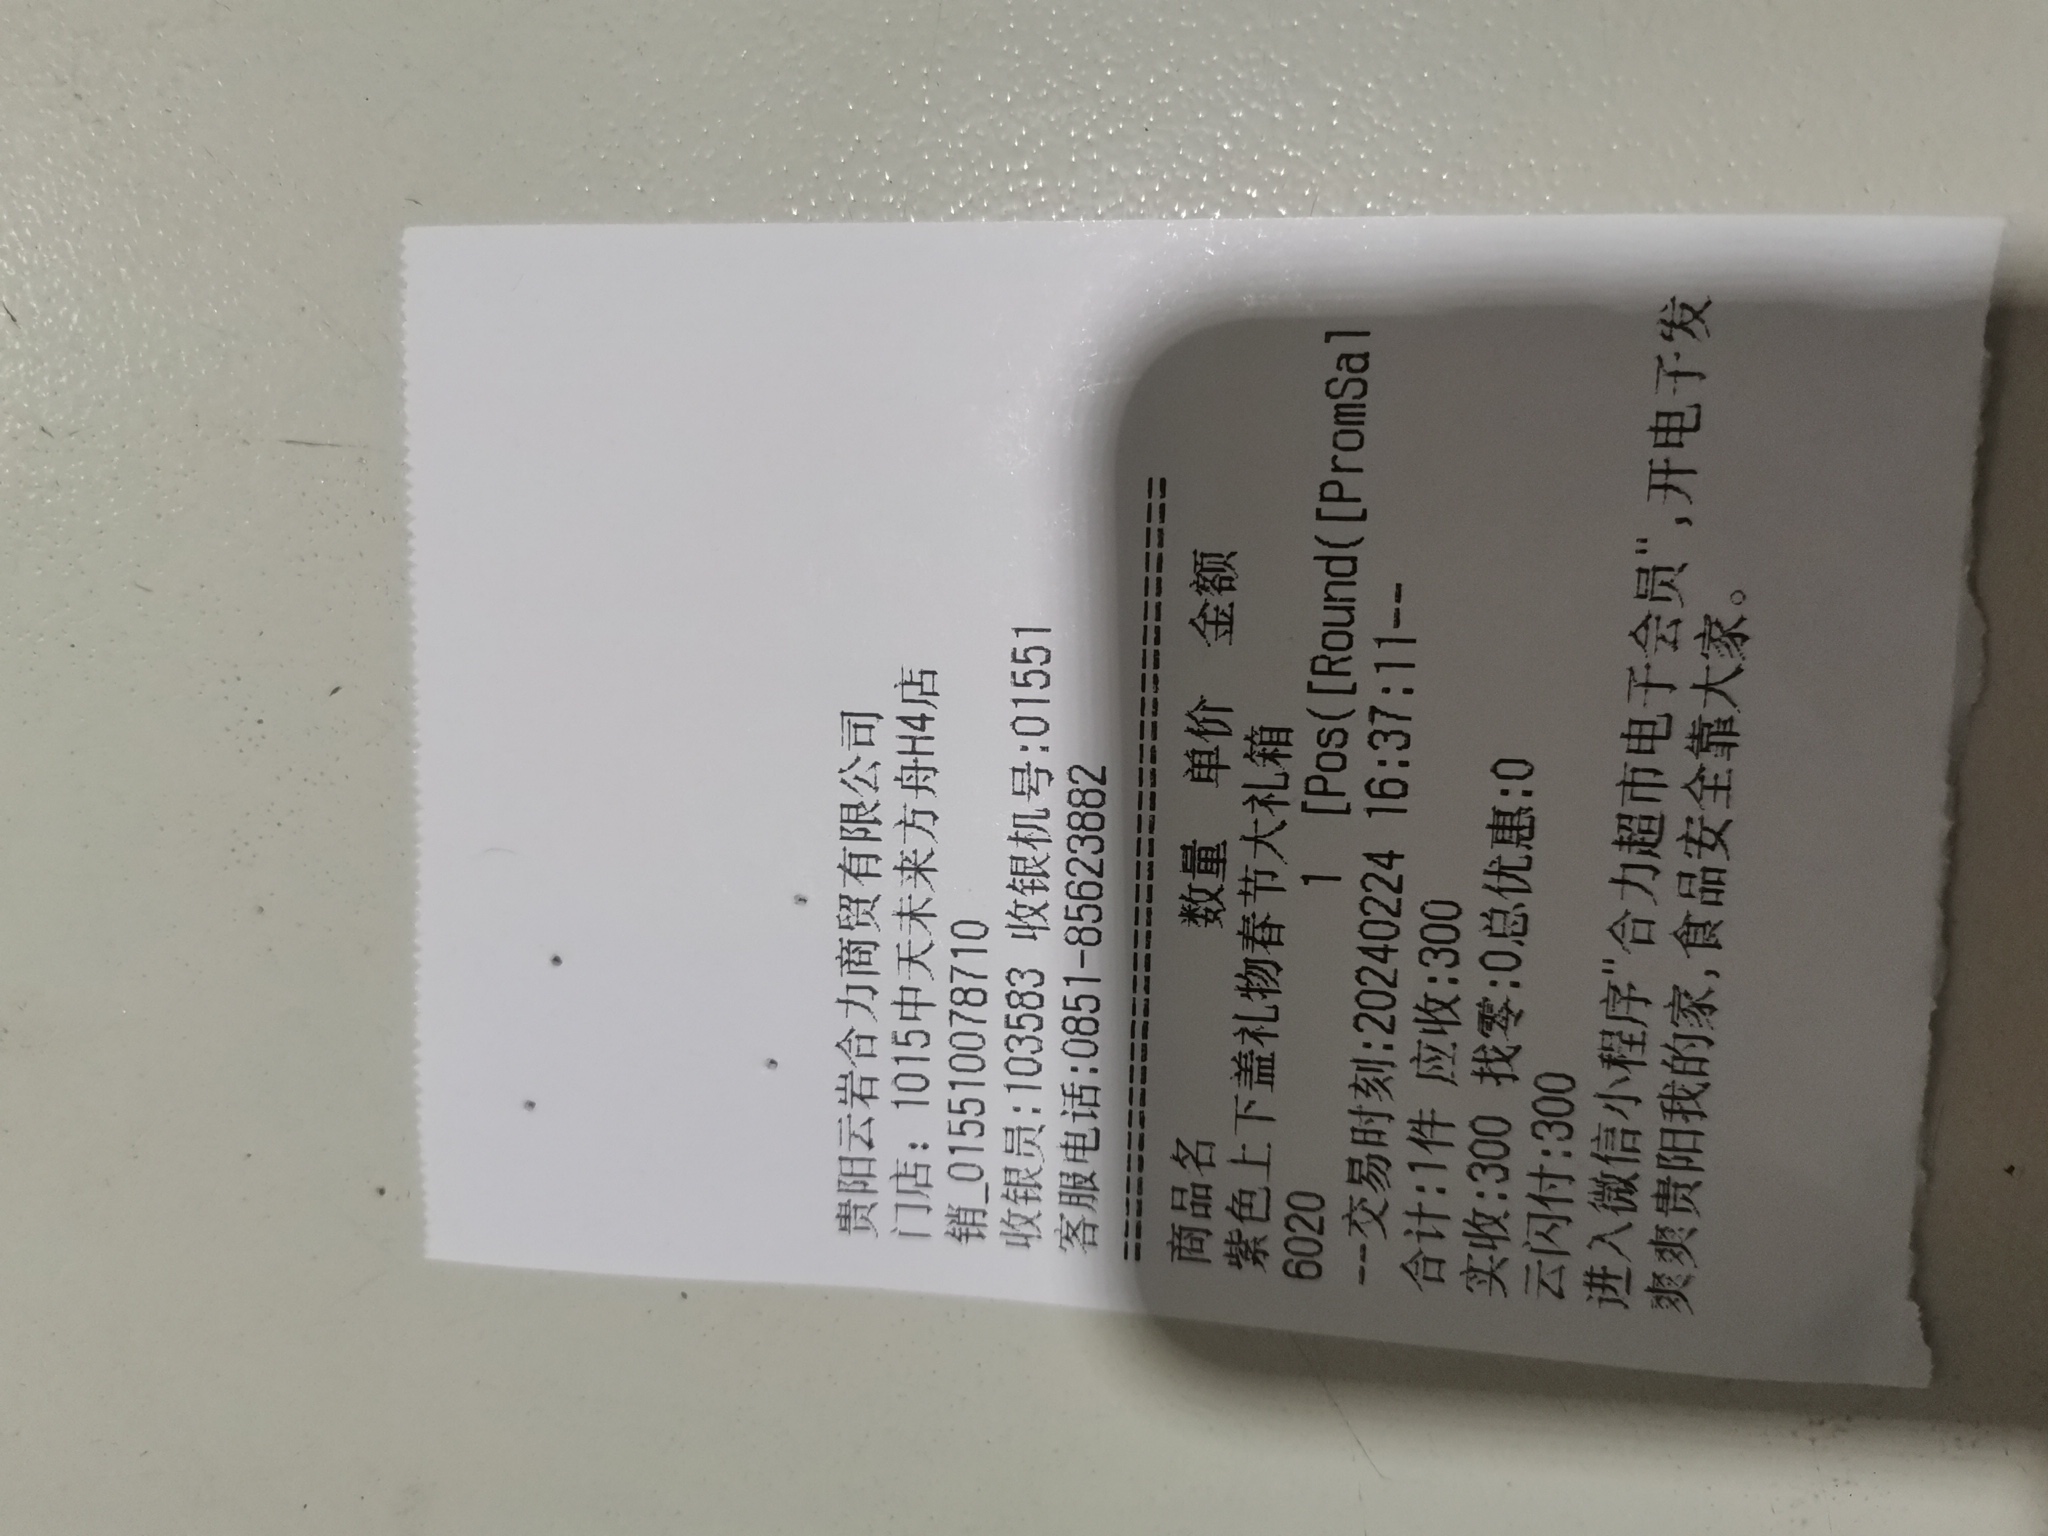 贵阳云岩合力商贸有限公司
门店：1015中天未来方舟H4店
销_0155100078710
收银员:103583 收银机号:01551
客服电话:0851-85623882
商品名 数量 单价 金额
紫色上下盖礼物春节大礼箱
6020 1 [Pos([Round([PromSal
--交易时刻:20240224 16:37:11--
合计:1件 应收:300
实收:300 找零:0总优惠:0
云闪付:300
进入微信小程序"合力超市电子会员",开电子发
爽爽贵阳我的家,食品安全靠大家。